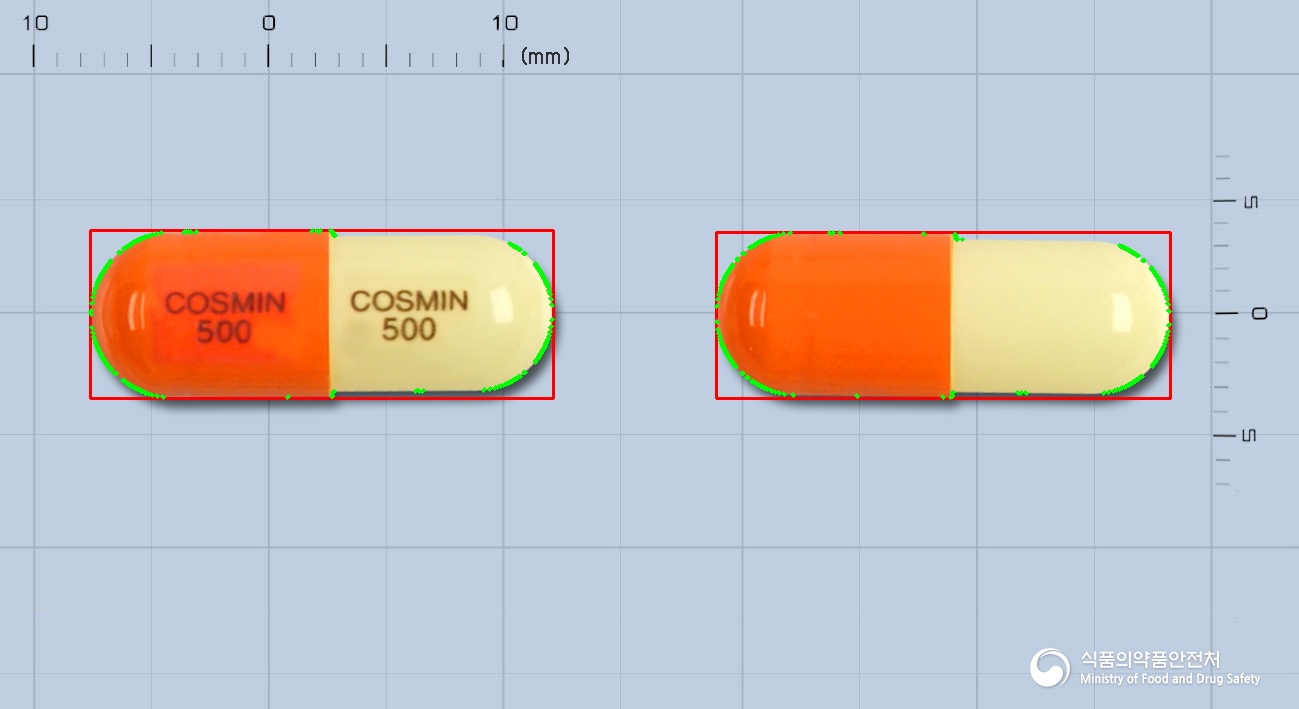 10 0 10
(mm)
COSMIN
500
COSMIN
500
5
0
5
식품의약품안전처
Ministry of Food and Drug Safety